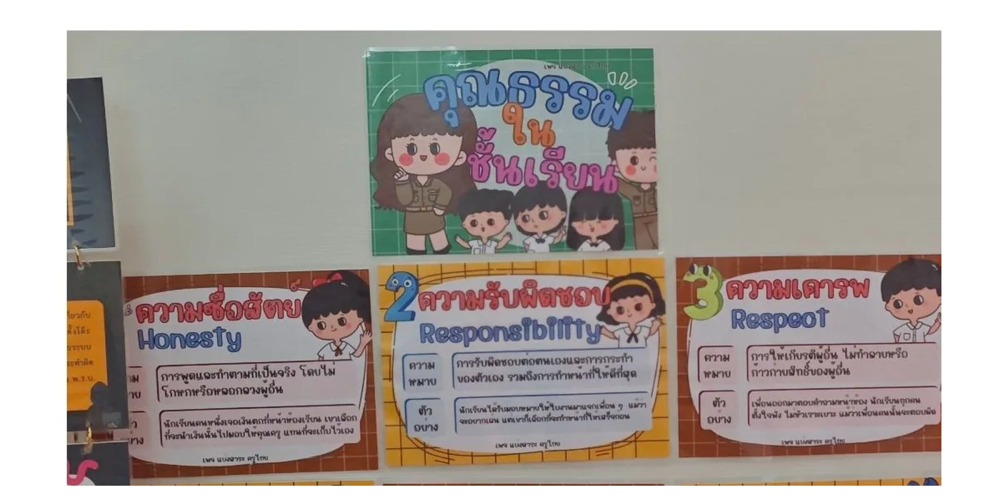 คุณธรรม
ใน
ชั้นเรียน
ความซื่อสัตย์
Honesty
การพูดและทำตามที่เป็นจริง โดยไม่
โกหกหรือหลอกลวงผู้อื่น
นักเรียนคนหนึ่งเจอเงินตกที่หน้าห้องเรียน เขาเลือก
ที่จะนำเงินนั้นไปมอบให้คุณครู แทนที่จะเก็บไว้เอง
เพจ แบ่งสาระ ครูไทย
2
ความรับผิดชอบ
Responsibility
ความ
หมาย
การรับผิดชอบต่อตนเองและการกระทำ
ของตัวเอง รวมถึงการทำหน้าที่ให้ดีที่สุด
ตัว
อย่าง
นักเรียนได้รับมอบหมายให้ใบงานมาแจกเพื่อน ๆ แม้ว่า
จะอยากเล่น แต่เขาก็เลือกที่จะทำหน้าที่ให้เสร็จก่อน
เพจ แบ่งสาระ ครูไทย
3
ความเคารพ
Respect
ความ
หมาย
การให้เกียรติผู้อื่น ไม่ทำลายหรือ
ก้าวก่ายสิทธิ์ของผู้อื่น
ตัว
อย่าง
เพื่อนออกมาตอบคำถามหน้าห้อง นักเรียนทุกคน
ตั้งใจฟัง ไม่หัวเราะเยาะ แม้ว่าเพื่อนคนนั้นจะตอบผิด
เพจ แบ่งสาระ ครูไทย